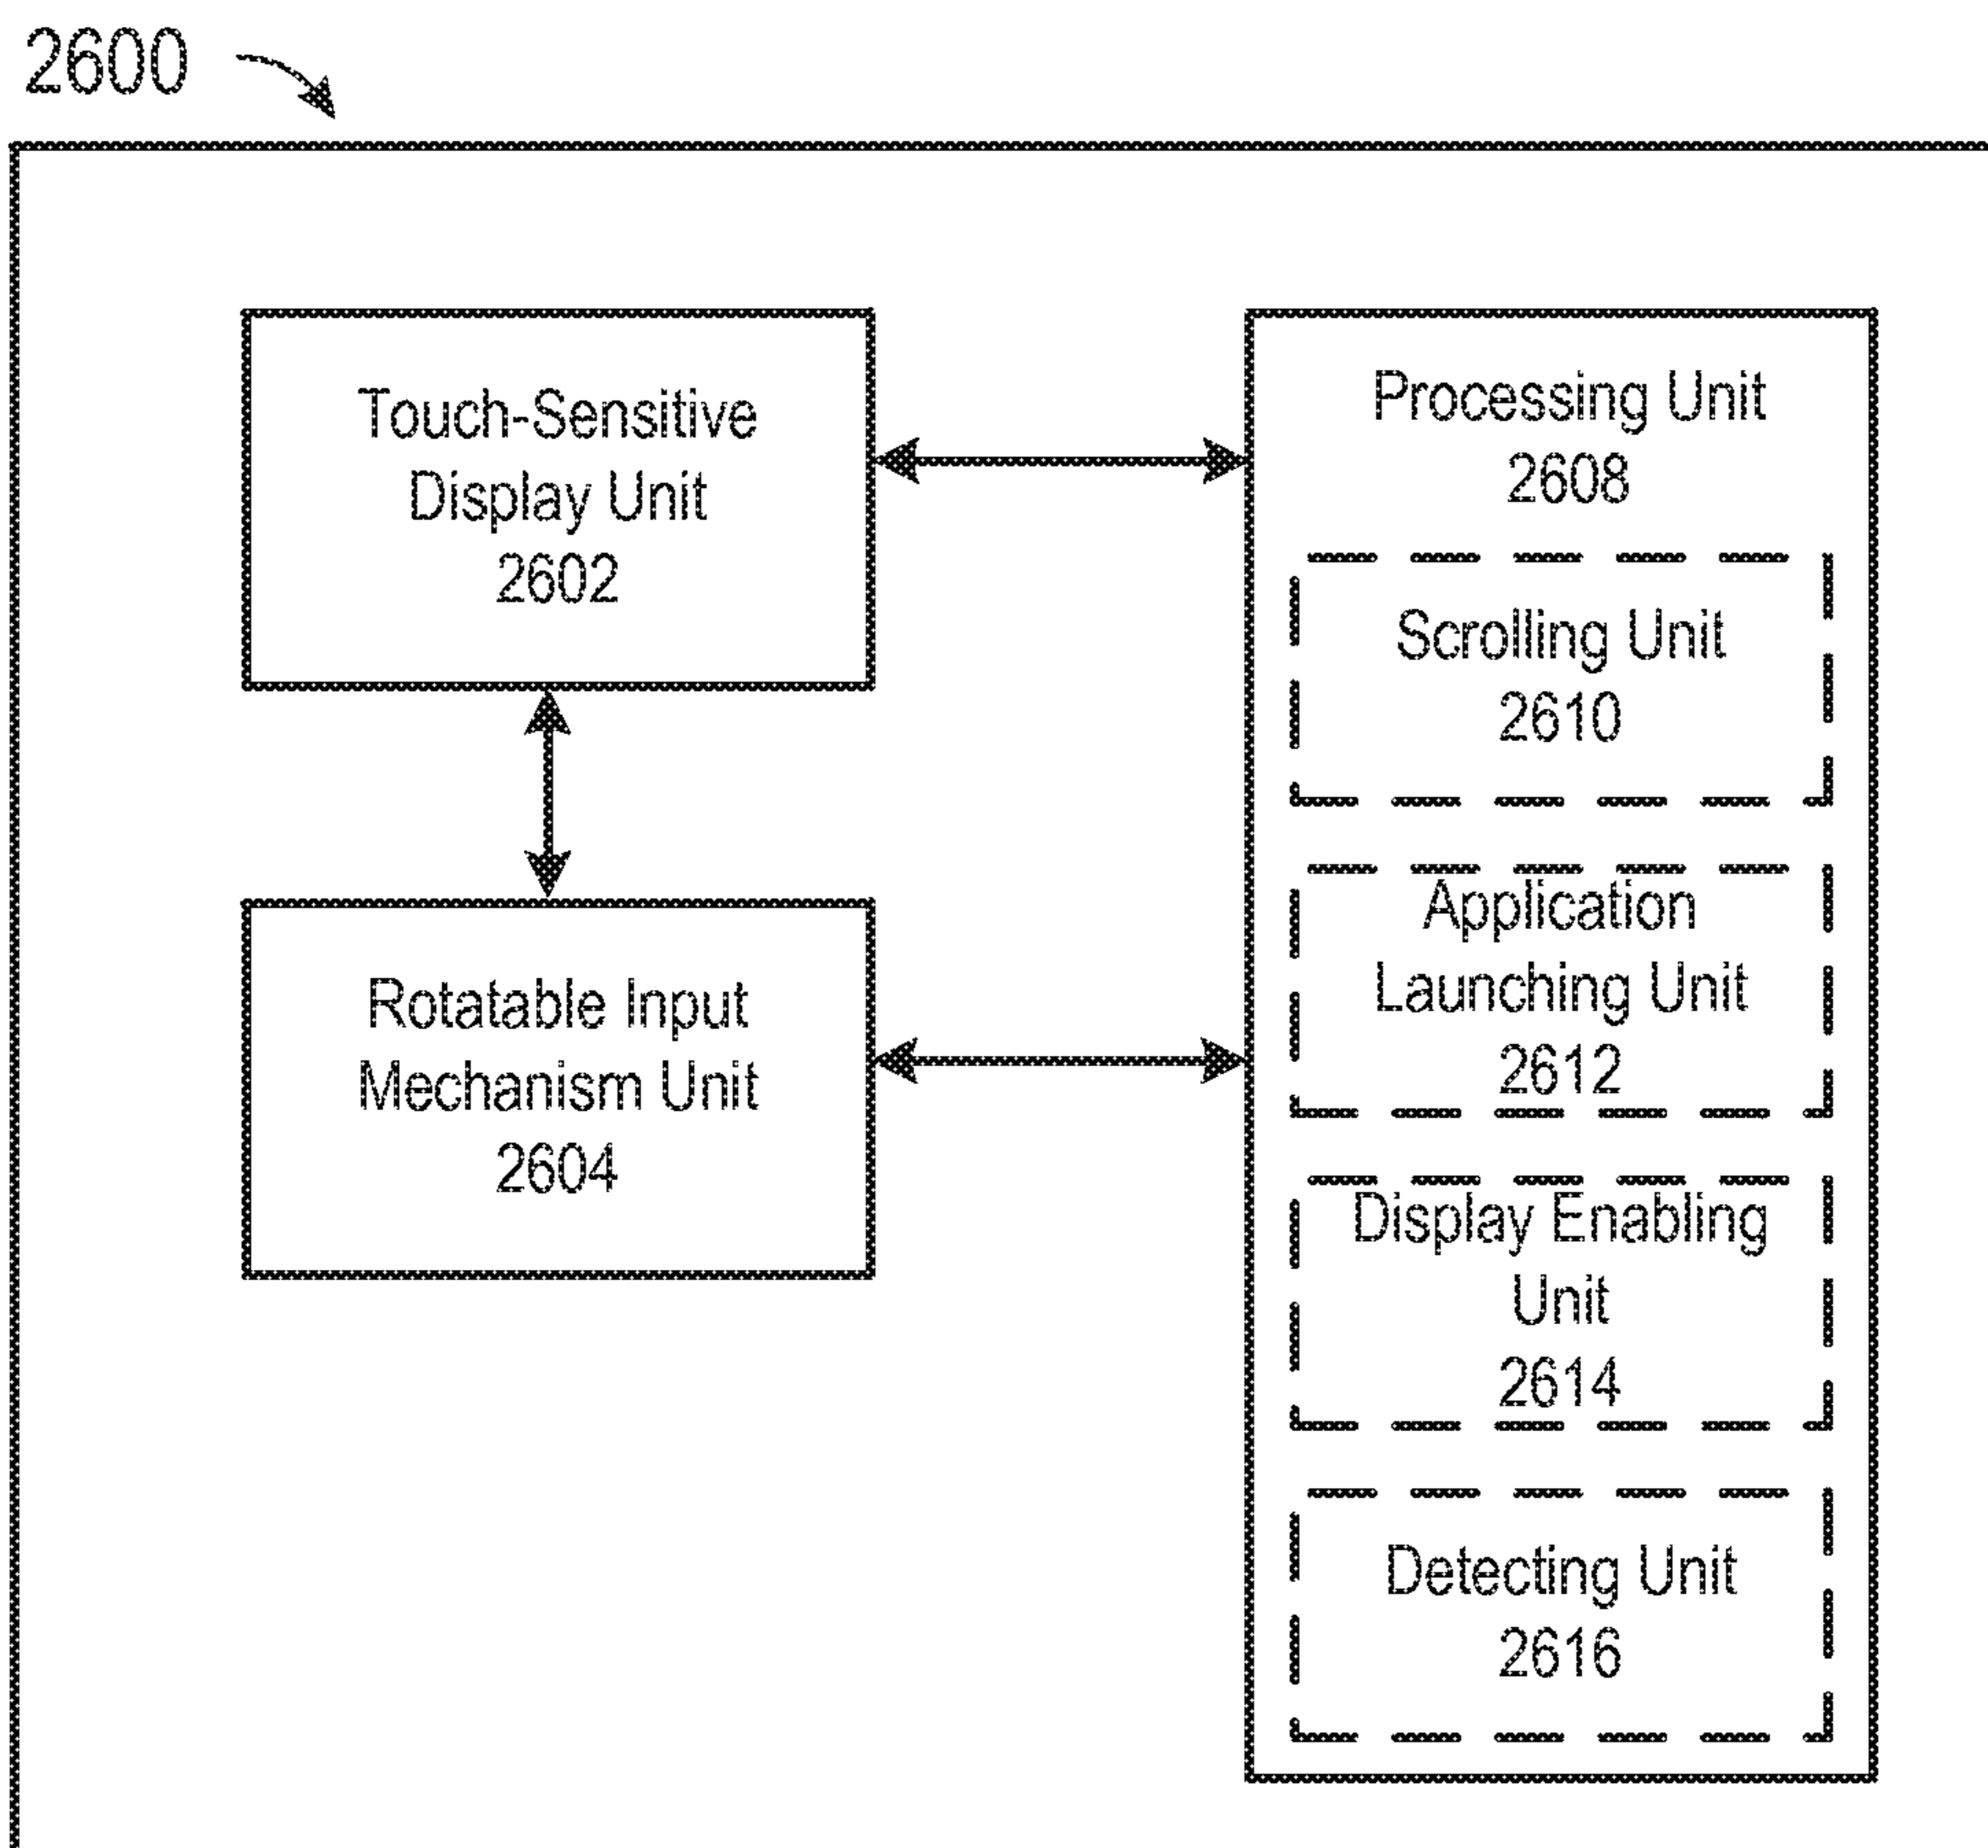 2600
Touch-Sensitive
Display Unit
2602
Rotatable Input
Mechanism Unit
2604
Processing Unit
2608
Scrolling Unit
2610
Application
Launching Unit
2612
Display Enabling
Unit
2614
Detecting Unit
2616